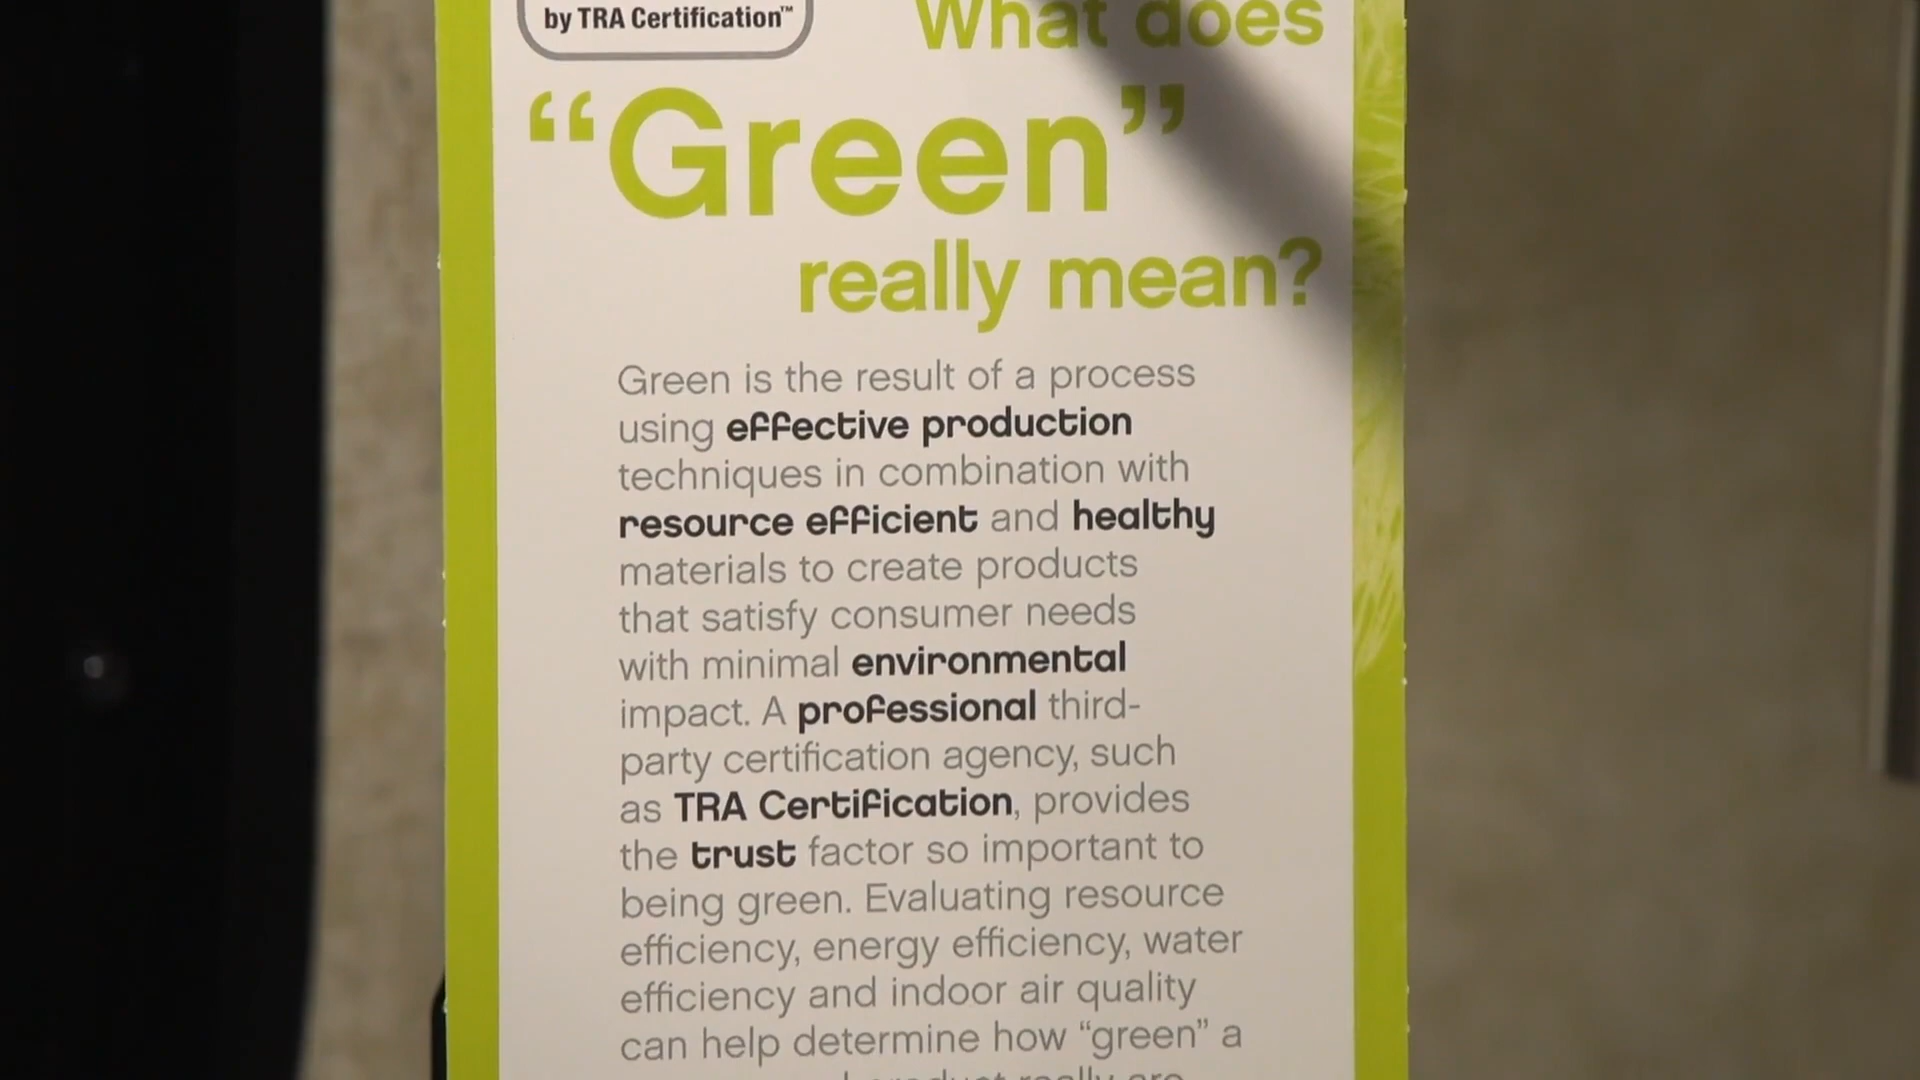 by TRA Certification™
What does
“Green”
really mean?
Green is the result of a process
using effective production
techniques in combination with
resource efficient and healthy
materials to create products
that satisfy consumer needs
with minimal environmental
impact. A professional third-
party certification agency, such
as TRA Certification, provides
the trust factor so important to
being green. Evaluating resource
efficiency, energy efficiency, water
efficiency and indoor air quality
can help determine how “green” a
product really are